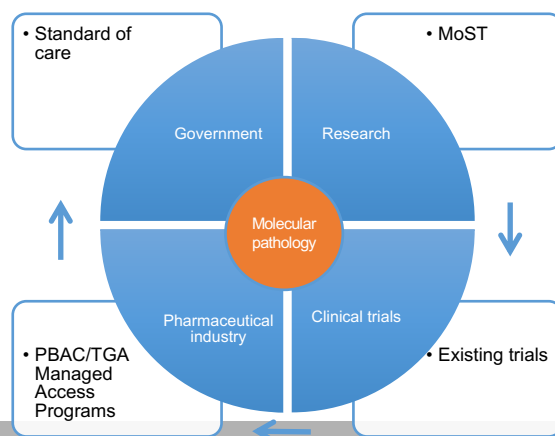 • Standard of
care
• MoST
Government
Research
Molecular
pathology
Pharmaceutical
industry
Clinical trials
• PBAC/TGA
Managed
Access
Programs
• Existing trials